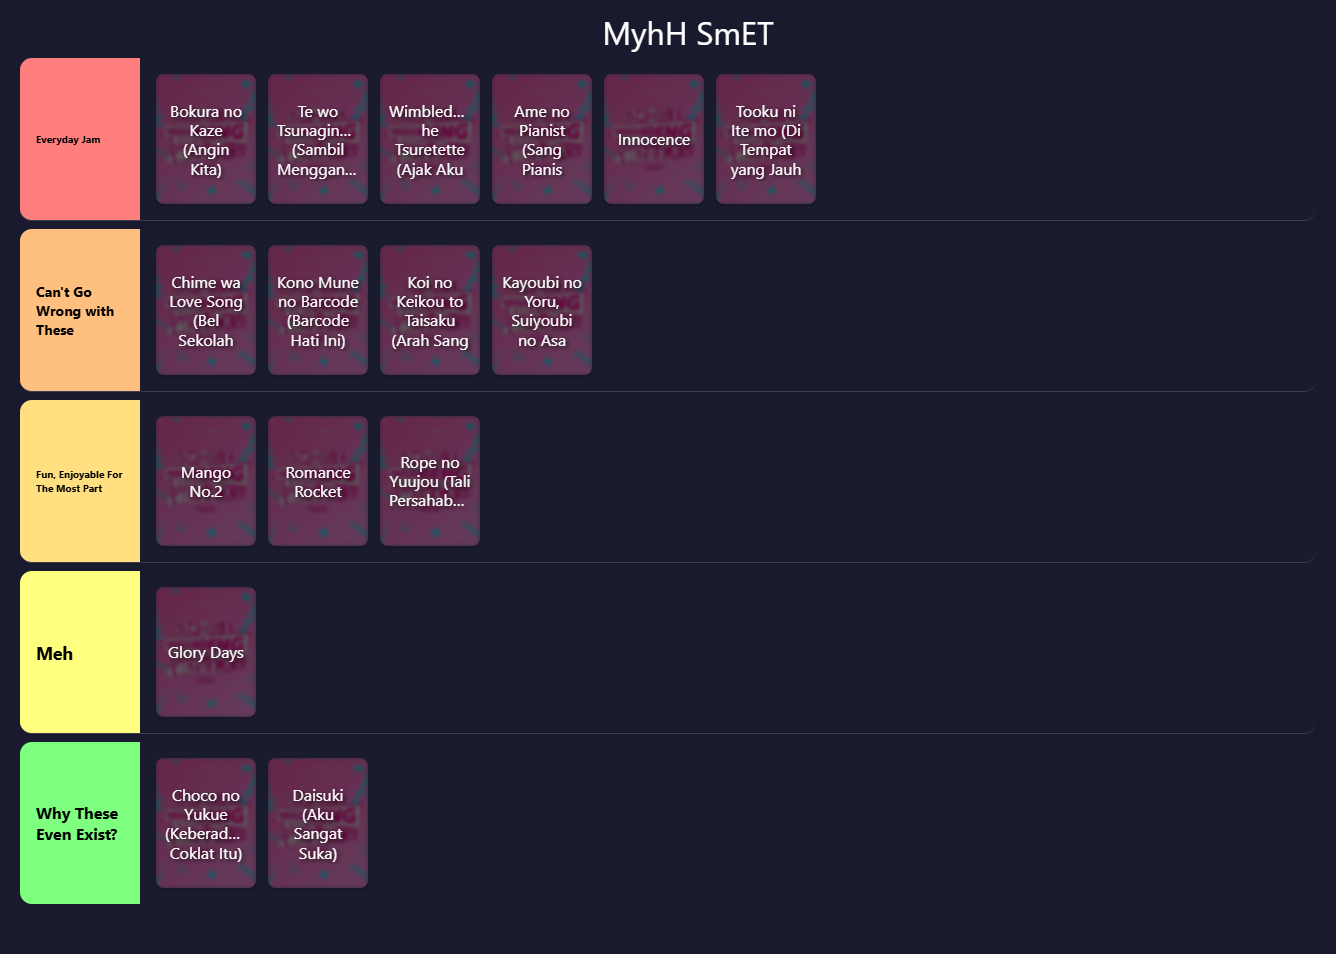 MyhH SmET
Everyday Jam
Bokura no
Kaze
(Angin
Kita)
Te wo
Tsunagin...
(Sambil
Menggan...
Wimbled...
he
Tsuretette
(Ajak Aku
Ame no
Pianist
(Sang
Pianis
Innocence
Tooku ni
Ite mo (Di
Tempat
yang Jauh
Can't Go
Wrong with
These
Chime wa
Love Song
(Bel
Sekolah
Kono Mune
no Barcode
(Barcode
Hati Ini)
Koi no
Keikou to
Taisaku
(Arah Sang
Kayoubi no
Yoru,
Suiyoubi
no Asa
Fun, Enjoyable For
The Most Part
Mango
No.2
Romance
Rocket
Rope no
Yuujou (Tali
Persahab...
Meh
Glory Days
Why These
Even Exist?
Choco no
Yukue
(Keberad...
Coklat Itu)
Daisuki
(Aku
Sangat
Suka)